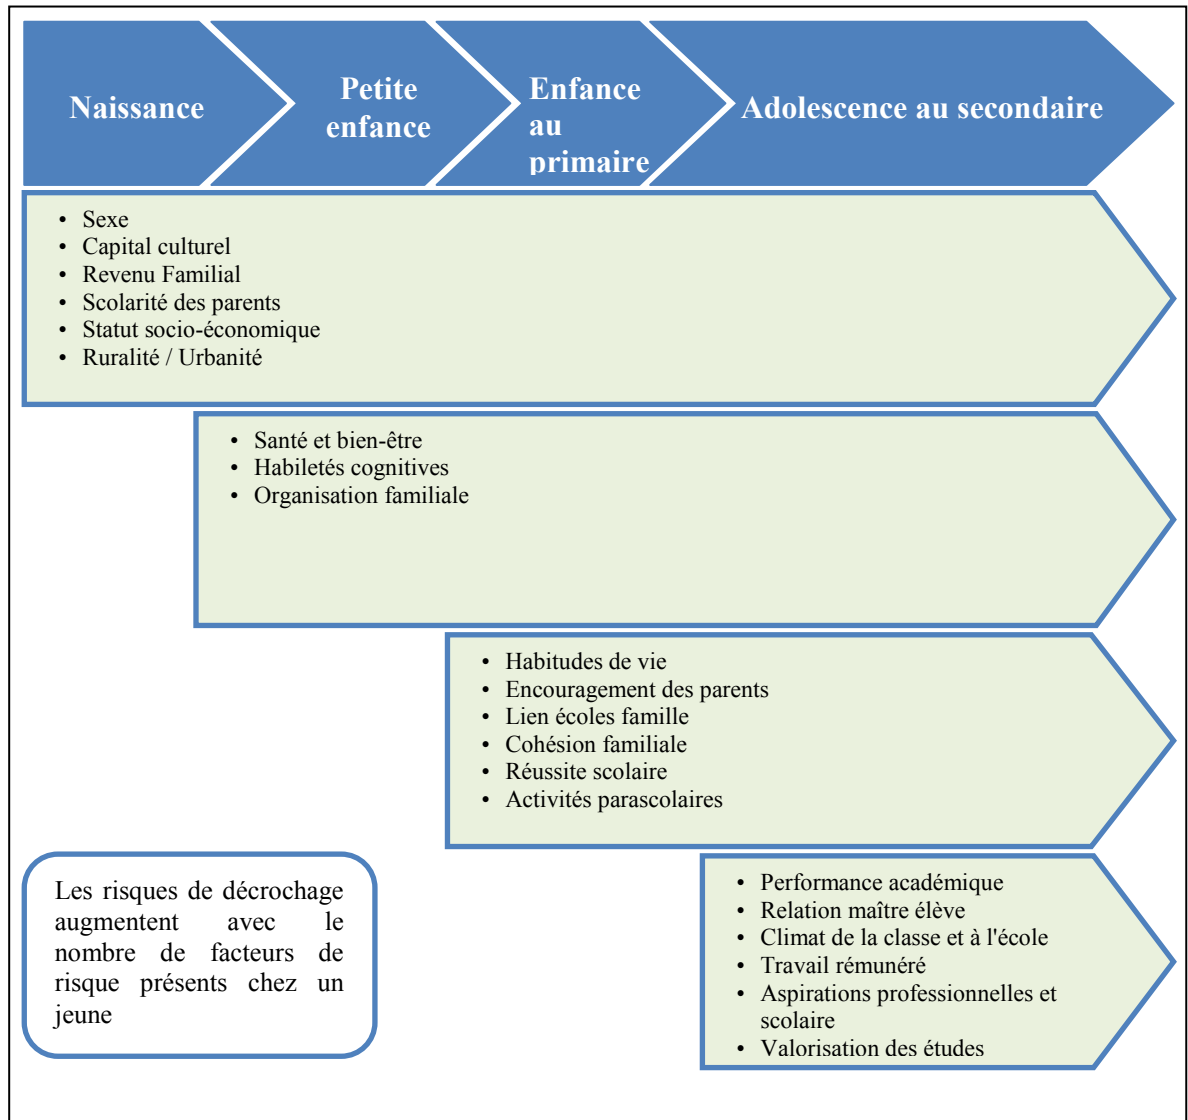 Naissance
Petite
enfance
Enfance
au
primaire
Adolescence au secondaire
• Sexe
• Capital culturel
• Revenu Familial
• Scolarité des parents
• Statut socio-économique
• Ruralité / Urbanité
• Santé et bien-être
• Habiletés cognitives
• Organisation familiale
• Habitudes de vie
• Encouragement des parents
• Lien écoles famille
• Cohésion familiale
• Réussite scolaire
• Activités parascolaires
Les risques de décrochage
augmentent avec le
nombre de facteurs de
risque présents chez un
jeune
• Performance académique
• Relation maître élève
• Climat de la classe et à l'école
• Travail rémunéré
• Aspirations professionnelles et
scolaire
• Valorisation des études